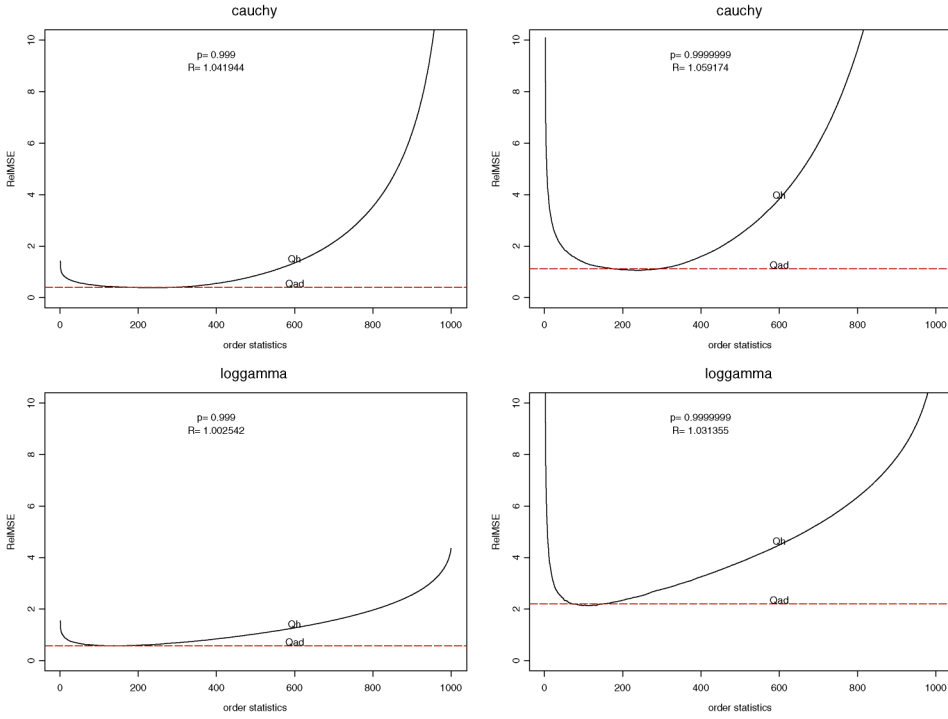 cauchy
p= 0.999
R= 1.041944
Qh
Qad
RelMSE
0 2 4 6 8 10
0 200 400 600 800 1000
order statistics
cauchy
p= 0.9999999
R= 1.059174
Qh
Qad
RelMSE
0 2 4 6 8 10
0 200 400 600 800 1000
order statistics
loggamma
p= 0.999
R= 1.002542
Qh
Qad
RelMSE
0 2 4 6 8 10
0 200 400 600 800 1000
order statistics
loggamma
p= 0.9999999
R= 1.031355
Qh
Qad
RelMSE
0 2 4 6 8 10
0 200 400 600 800 1000
order statistics